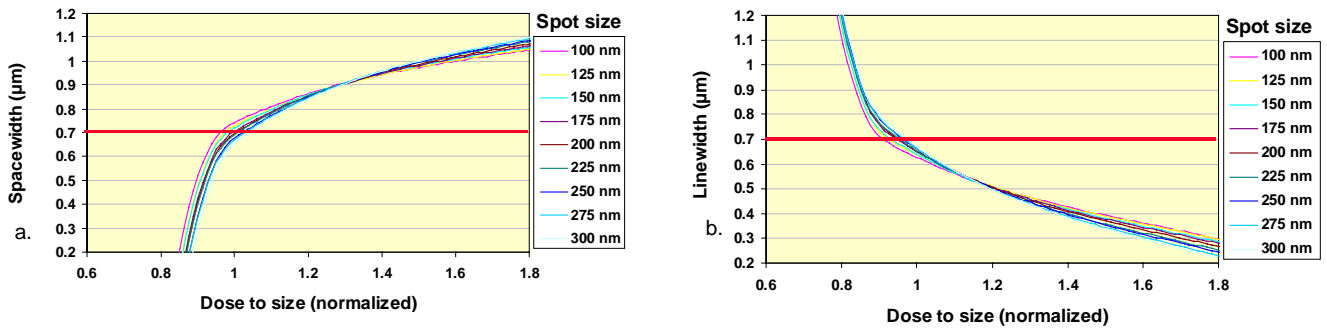 Spacewidth (µm)
1.2
1.1
1
0.9
0.8
0.7
0.6
0.5
0.4
0.3
0.2
a.
0.6
0.8
1
1.2
1.4
1.6
1.8
Dose to size (normalized)
Spot size
100 nm
125 nm
150 nm
175 nm
200 nm
225 nm
250 nm
275 nm
300 nm
Linewidth (µm)
1.2
1.1
1
0.9
0.8
0.7
0.6
0.5
0.4
0.3
0.2
b.
0.6
0.8
1
1.2
1.4
1.6
1.8
Dose to size (normalized)
Spot size
100 nm
125 nm
150 nm
175 nm
200 nm
225 nm
250 nm
275 nm
300 nm